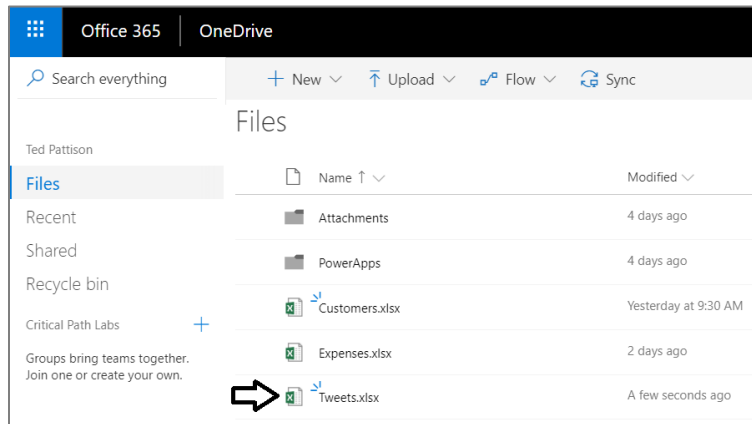 Office 365 OneDrive
Search everything
New Upload Flow Sync
Files
Ted Pattison
Files
Recent
Shared
Recycle bin
Critical Path Labs
Groups bring teams together.
Join one or create your own.
Name Modified
Attachments 4 days ago
PowerApps 4 days ago
Customers.xlsx Yesterday at 9:30 AM
Expenses.xlsx 2 days ago
Tweets.xlsx A few seconds ago